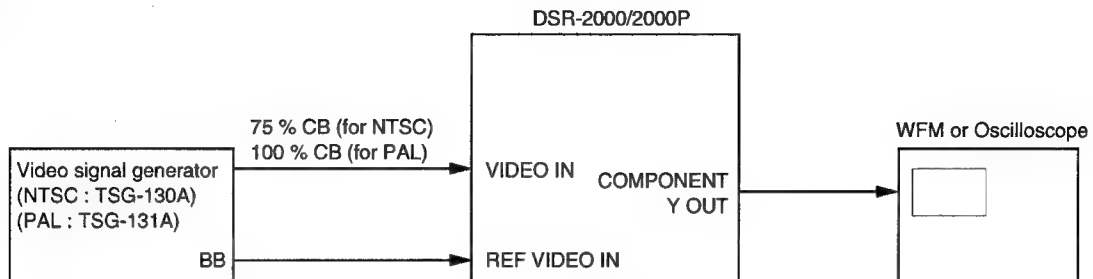 DSR-2000/2000P
75 % CB (for NTSC)
100 % CB (for PAL)
WFM or Oscilloscope
Video signal generator
(NTSC : TSG-130A)
(PAL : TSG-131A)
VIDEO IN
COMPONENT
Y OUT
BB
REF VIDEO IN